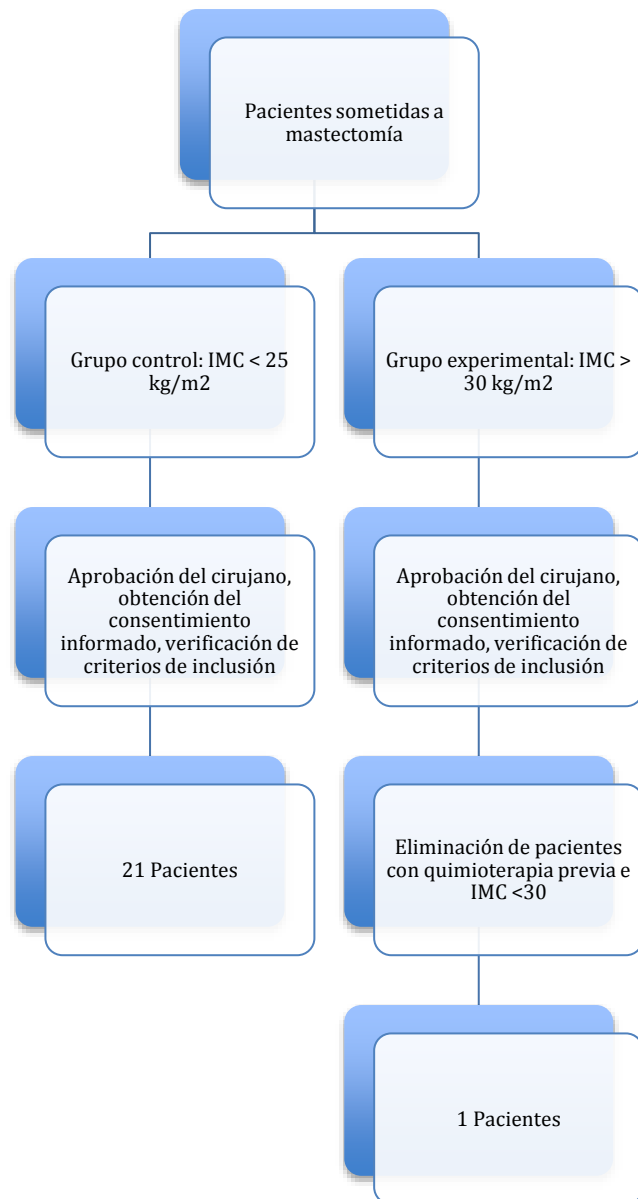 Pacientes sometidas a
mastectomía
Grupo control: IMC < 25
kg/m2
Grupo experimental: IMC >
30 kg/m2
Aprobación del cirujano,
obtención del
consentimiento
informado, verificación de
criterios de inclusión
Aprobación del cirujano,
obtención del
consentimiento
informado, verificación de
criterios de inclusión
21 Pacientes
Eliminación de pacientes
con quimioterapia previa e
IMC <30
1 Pacientes